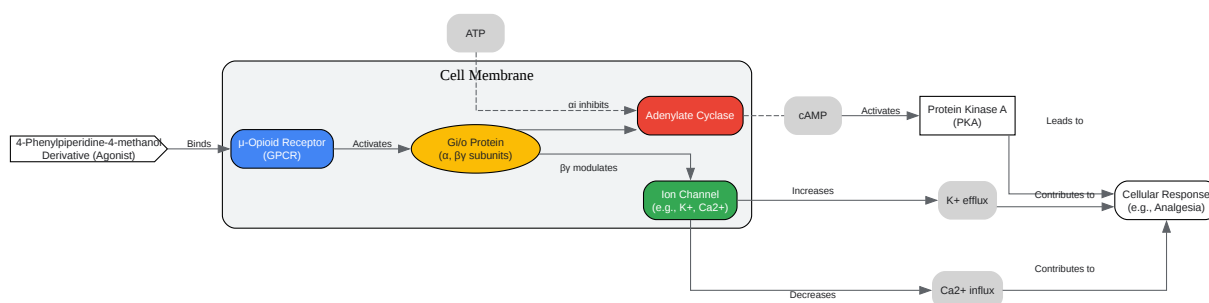 ATP
Cell Membrane
αi inhibits
Adenylate Cyclase
cAMP
Activates
Protein Kinase A
(PKA)
Leads to
4-Phenylpiperidine-4-methanol
Derivative (Agonist)
Binds
μ-Opioid Receptor
(GPCR)
Activates
Gi/o Protein
(α, βγ subunits)
βγ modulates
Ion Channel
(e.g., K+, Ca2+)
Increases
K+ efflux
Contributes to
Cellular Response
(e.g., Analgesia)
Decreases
Ca2+ influx
Contributes to